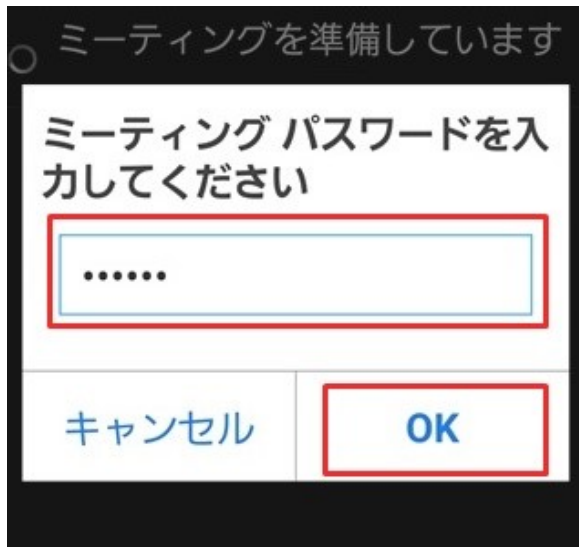 ミーティングを準備しています
ミーティング パスワードを入
力してください
••••••
キャンセル
OK